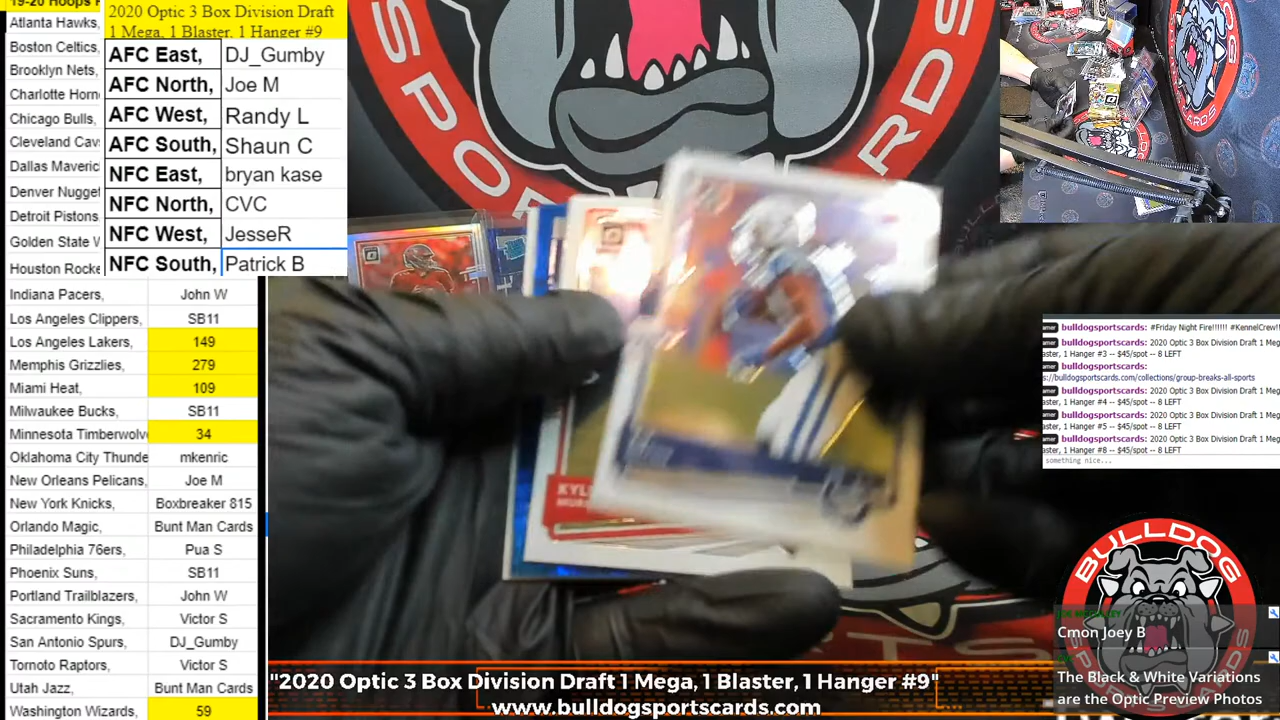 19-20 Hoops
Atlanta Hawks,
Boston Celtics,
Brooklyn Nets,
Charlotte Horn
Chicago Bulls,
Cleveland Cav
Dallas Maveric
Denver Nugget
Detroit Pistons
Golden State
Houston Rocke
Indiana Pacers, John W
Los Angeles Clippers, SB11
Los Angeles Lakers, 149
Memphis Grizzlies, 279
Miami Heat, 109
Milwaukee Bucks, SB11
Minnesota Timberwolv 34
Oklahoma City Thunde mkenric
New Orleans Pelicans, Joe M
New York Knicks, Boxbreaker 815
Orlando Magic, Bunt Man Cards
Philadelphia 76ers, Pua S
Phoenix Suns, SB11
Portland Trailblazers, John W
Sacramento Kings, Victor S
San Antonio Spurs, DJ_Gumby
Tornoto Raptors, Victor S
Utah Jazz, Bunt Man Cards
Washington Wizards, 59
2020 Optic 3 Box Division Draft
1 Mega, 1 Blaster, 1 Hanger #9
AFC East, DJ_Gumby
AFC North, Joe M
AFC West, Randy L
AFC South, Shaun C
NFC East, bryan kase
NFC North, CVC
NFC West, JesseR
NFC South, Patrick B
SPOR
CARDS
KYL
bulldogsportscards: #Friday Night Fire!!!!!! #KennelCrew!!
bulldogsportscards: 2020 Optic 3 Box Division Draft 1 Meg
aster, 1 Hanger #3 -- $45/spot -- 8 LEFT
bulldogsportscards:
s://bulldogsportscards.com/collections/group-breaks-all-sports
bulldogsportscards: 2020 Optic 3 Box Division Draft 1 Meg
aster, 1 Hanger #4 -- $45/spot -- 8 LEFT
bulldogsportscards: 2020 Optic 3 Box Division Draft 1 Meg
aster, 1 Hanger #5 -- $45/spot -- 8 LEFT
bulldogsportscards: 2020 Optic 3 Box Division Draft 1 Meg
aster, 1 Hanger #8 -- $45/spot -- 8 LEFT
something nice...
BULLDOG
Cmon Joey B
The Black & White Variations
are the Optic Preview Photos
"2020 Optic 3 Box Division Draft 1 Mega, 1 Blaster, 1 Hanger #9"
www.bulldogsportscards.com